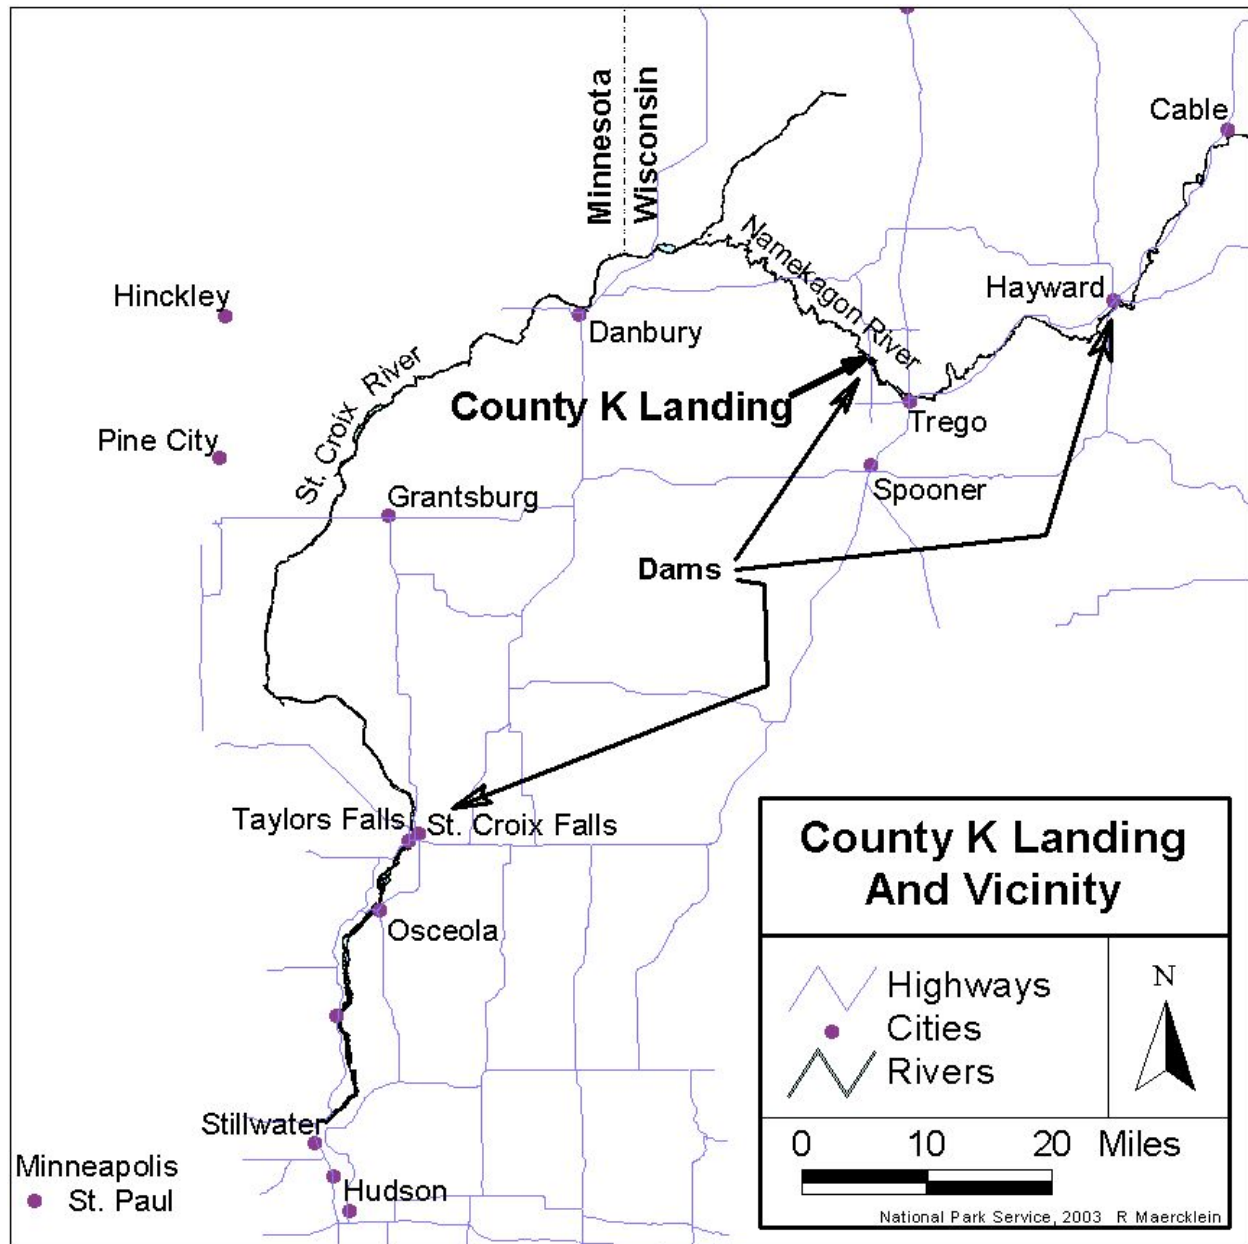 Minnesota
Wisconsin
Cable
Namekagon River
Hayward
Hinckley
Danbury
St. Croix River
County K Landing
Trego
Pine City
Spooner
Grantsburg
Dams
Taylors Falls
St. Croix Falls
Osceola
Stillwater
Minneapolis
St. Paul
Hudson
County K Landing
And Vicinity
Highways
Cities
Rivers
N
0 10 20 Miles
National Park Service, 2003 R Maercklein